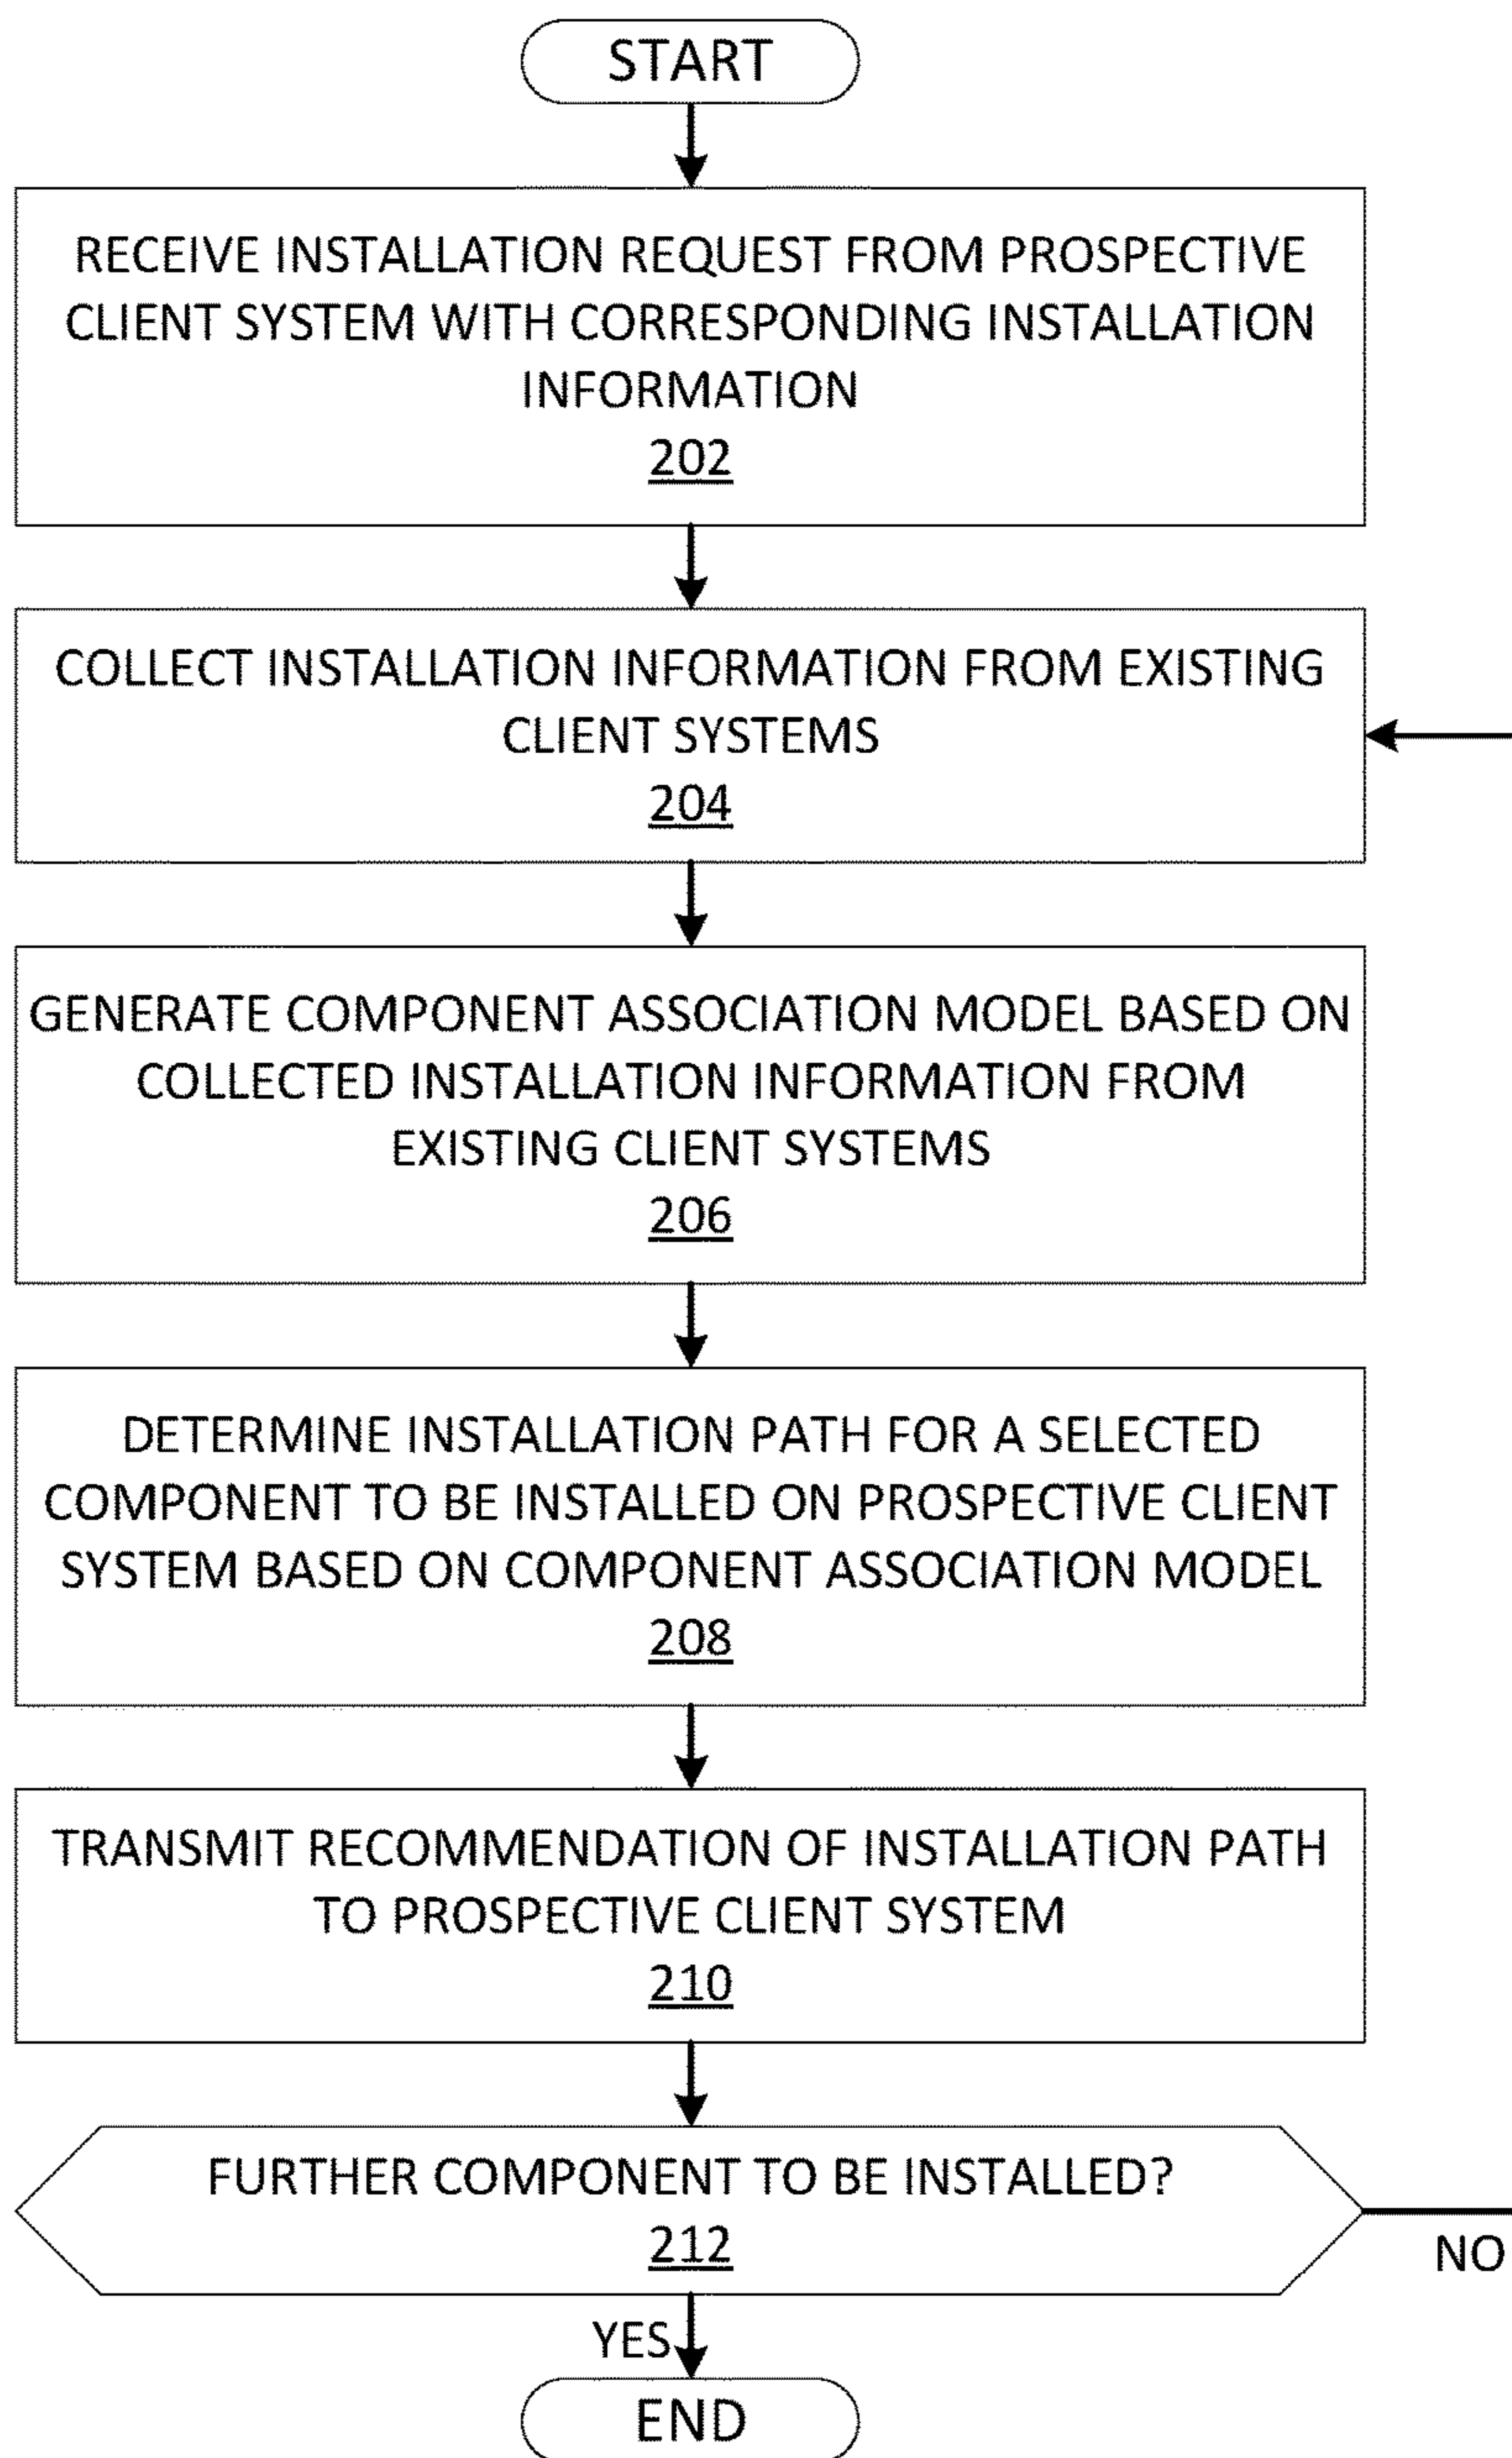 START
RECEIVE INSTALLATION REQUEST FROM PROSPECTIVE
CLIENT SYSTEM WITH CORRESPONDING INSTALLATION
INFORMATION
202
COLLECT INSTALLATION INFORMATION FROM EXISTING
CLIENT SYSTEMS
204
GENERATE COMPONENT ASSOCIATION MODEL BASED ON
COLLECTED INSTALLATION INFORMATION FROM
EXISTING CLIENT SYSTEMS
206
DETERMINE INSTALLATION PATH FOR A SELECTED
COMPONENT TO BE INSTALLED ON PROSPECTIVE CLIENT
SYSTEM BASED ON COMPONENT ASSOCIATION MODEL
208
TRANSMIT RECOMMENDATION OF INSTALLATION PATH
TO PROSPECTIVE CLIENT SYSTEM
210
FURTHER COMPONENT TO BE INSTALLED?
212
NO
YES
END